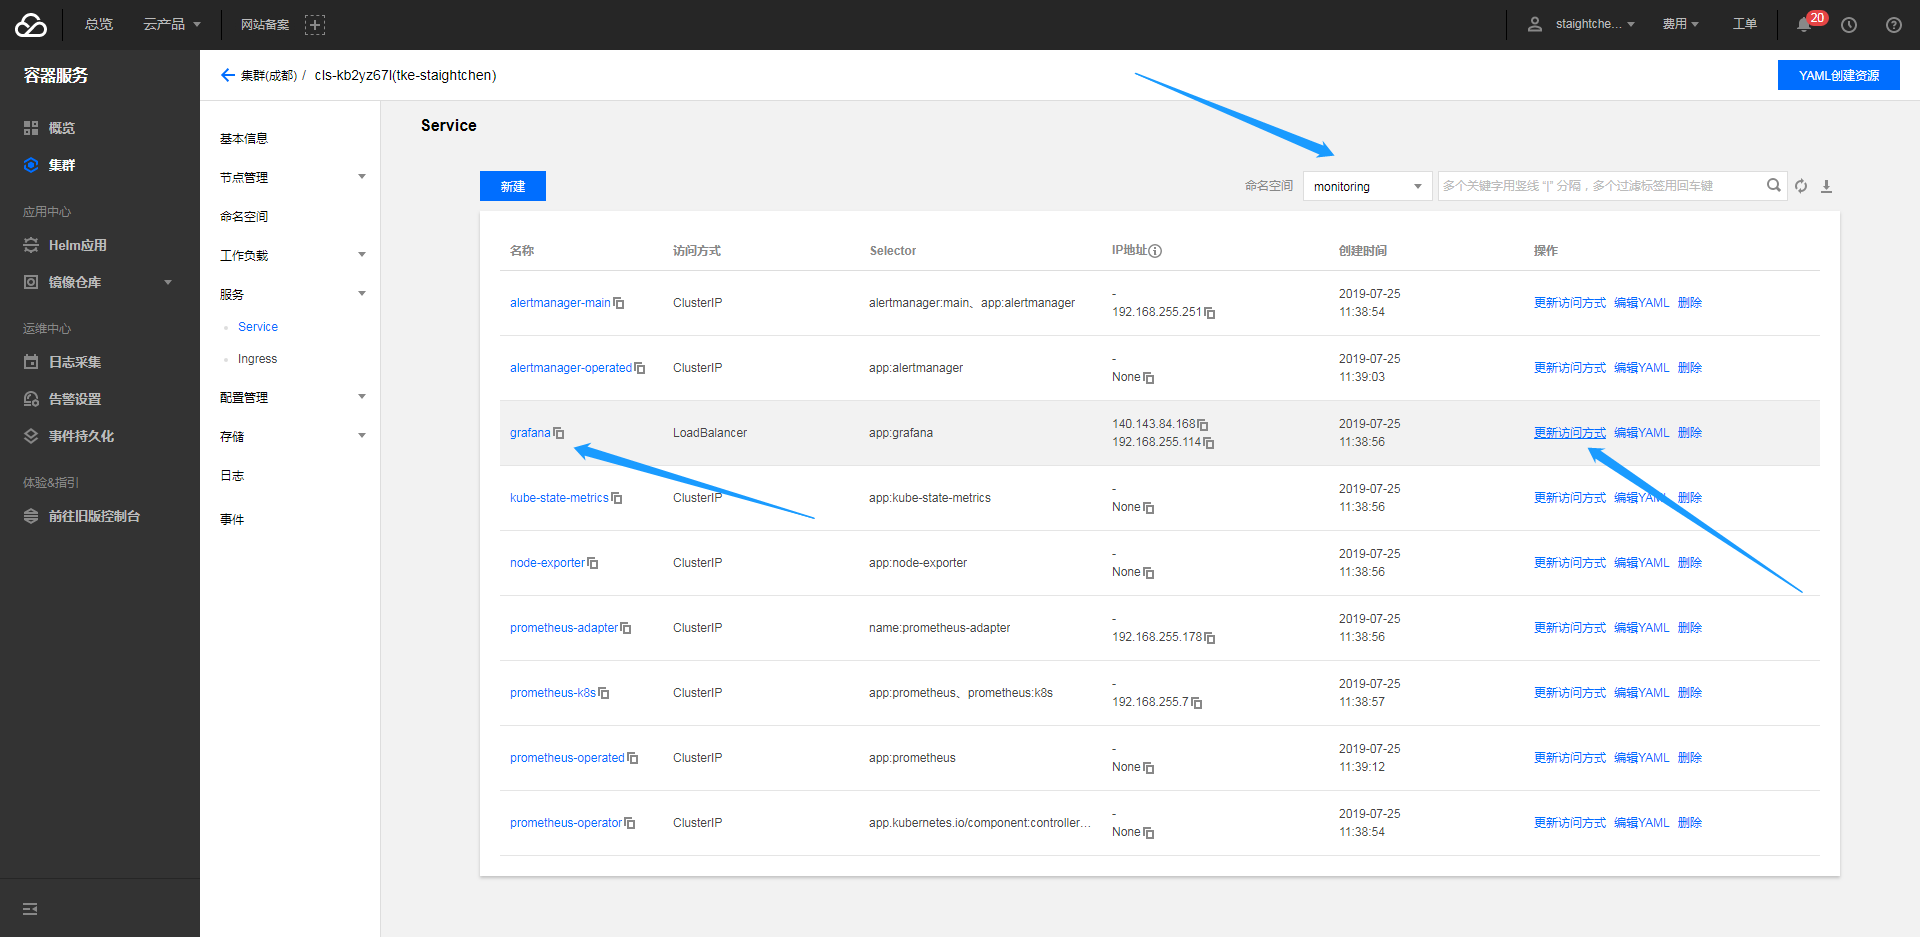 总览
云产品
网站备案
staightche...
费用
工单
20
容器服务
概览
集群
应用中心
Helm应用
镜像仓库
运维中心
日志采集
告警设置
事件持久化
体验&指引
前往旧版控制台
集群(成都) / cls-kb2yz67l(tke-staightchen)
YAML创建资源
基本信息
节点管理
命名空间
工作负载
服务
Service
Ingress
配置管理
存储
日志
事件
Service
新建
命名空间
monitoring
多个关键字用竖线 “|” 分隔，多个过滤标签用回车键
名称 访问方式 Selector IP地址 创建时间 操作
alertmanager-main ClusterIP alertmanager:main、app:alertmanager - 2019-07-25 更新访问方式 编辑YAML 删除
192.168.255.251 11:38:54
alertmanager-operated ClusterIP app:alertmanager - 2019-07-25 更新访问方式 编辑YAML 删除
None 11:39:03
grafana LoadBalancer app:grafana 140.143.84.168 2019-07-25 更新访问方式 编辑YAML 删除
192.168.255.114 11:38:56
kube-state-metrics ClusterIP app:kube-state-metrics - 2019-07-25 更新访问方式 编辑YAML 删除
None 11:38:56
node-exporter ClusterIP app:node-exporter - 2019-07-25 更新访问方式 编辑YAML 删除
None 11:38:56
prometheus-adapter ClusterIP name:prometheus-adapter - 2019-07-25 更新访问方式 编辑YAML 删除
192.168.255.178 11:38:56
prometheus-k8s ClusterIP app:prometheus、prometheus:k8s - 2019-07-25 更新访问方式 编辑YAML 删除
192.168.255.7 11:38:57
prometheus-operated ClusterIP app:prometheus - 2019-07-25 更新访问方式 编辑YAML 删除
None 11:39:12
prometheus-operator ClusterIP app.kubernetes.io/component:controller... - 2019-07-25 更新访问方式 编辑YAML 删除
None 11:38:54